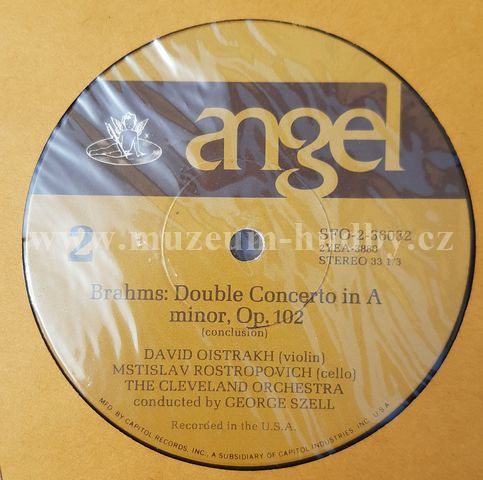 angel
2
SFO-2-36032
2YEA-3880
STEREO 33 1/3
www.muzeum-hudby.cz
Brahms: Double Concerto in A
minor, Op. 102
(conclusion)
DAVID OISTRAKH (violin)
MSTISLAV ROSTROPOVICH (cello)
THE CLEVELAND ORCHESTRA
conducted by GEORGE SZELL
Recorded in the U.S.A.
MFD. BY CAPITOL RECORDS, INC., A SUBSIDIARY OF CAPITOL INDUSTRIES, INC. U.S.A.